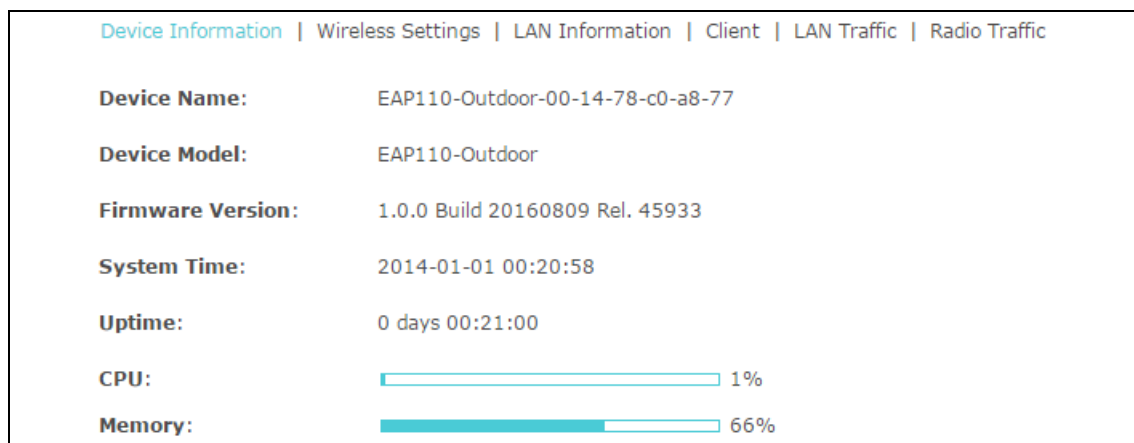 Device Information | Wireless Settings | LAN Information | Client | LAN Traffic | Radio Traffic
Device Name: EAP110-Outdoor-00-14-78-c0-a8-77
Device Model: EAP110-Outdoor
Firmware Version: 1.0.0 Build 20160809 Rel. 45933
System Time: 2014-01-01 00:20:58
Uptime: 0 days 00:21:00
CPU: 1%
Memory: 66%